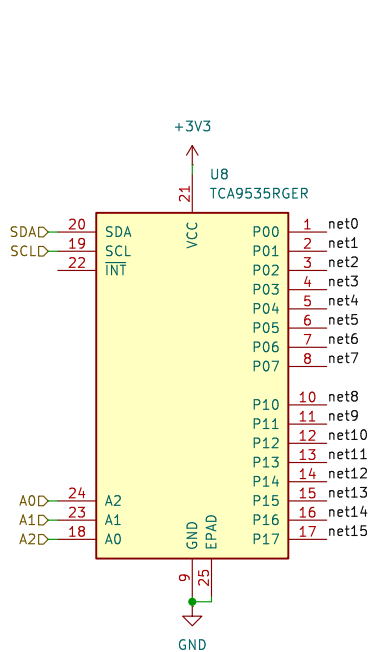 +3V3
U8
TCA9535RGER
21
VCC
SDA 20 SDA P00 1 net0
SCL 19 SCL P01 2 net1
22 INT P02 3 net2
P03 4 net3
P04 5 net4
P05 6 net5
P06 7 net6
P07 8 net7
P10 10 net8
P11 11 net9
P12 12 net10
P13 13 net11
P14 14 net12
A0 24 A2 P15 15 net13
A1 23 A1 P16 16 net14
A2 18 A0 P17 17 net15
GND EPAD
9 25
GND